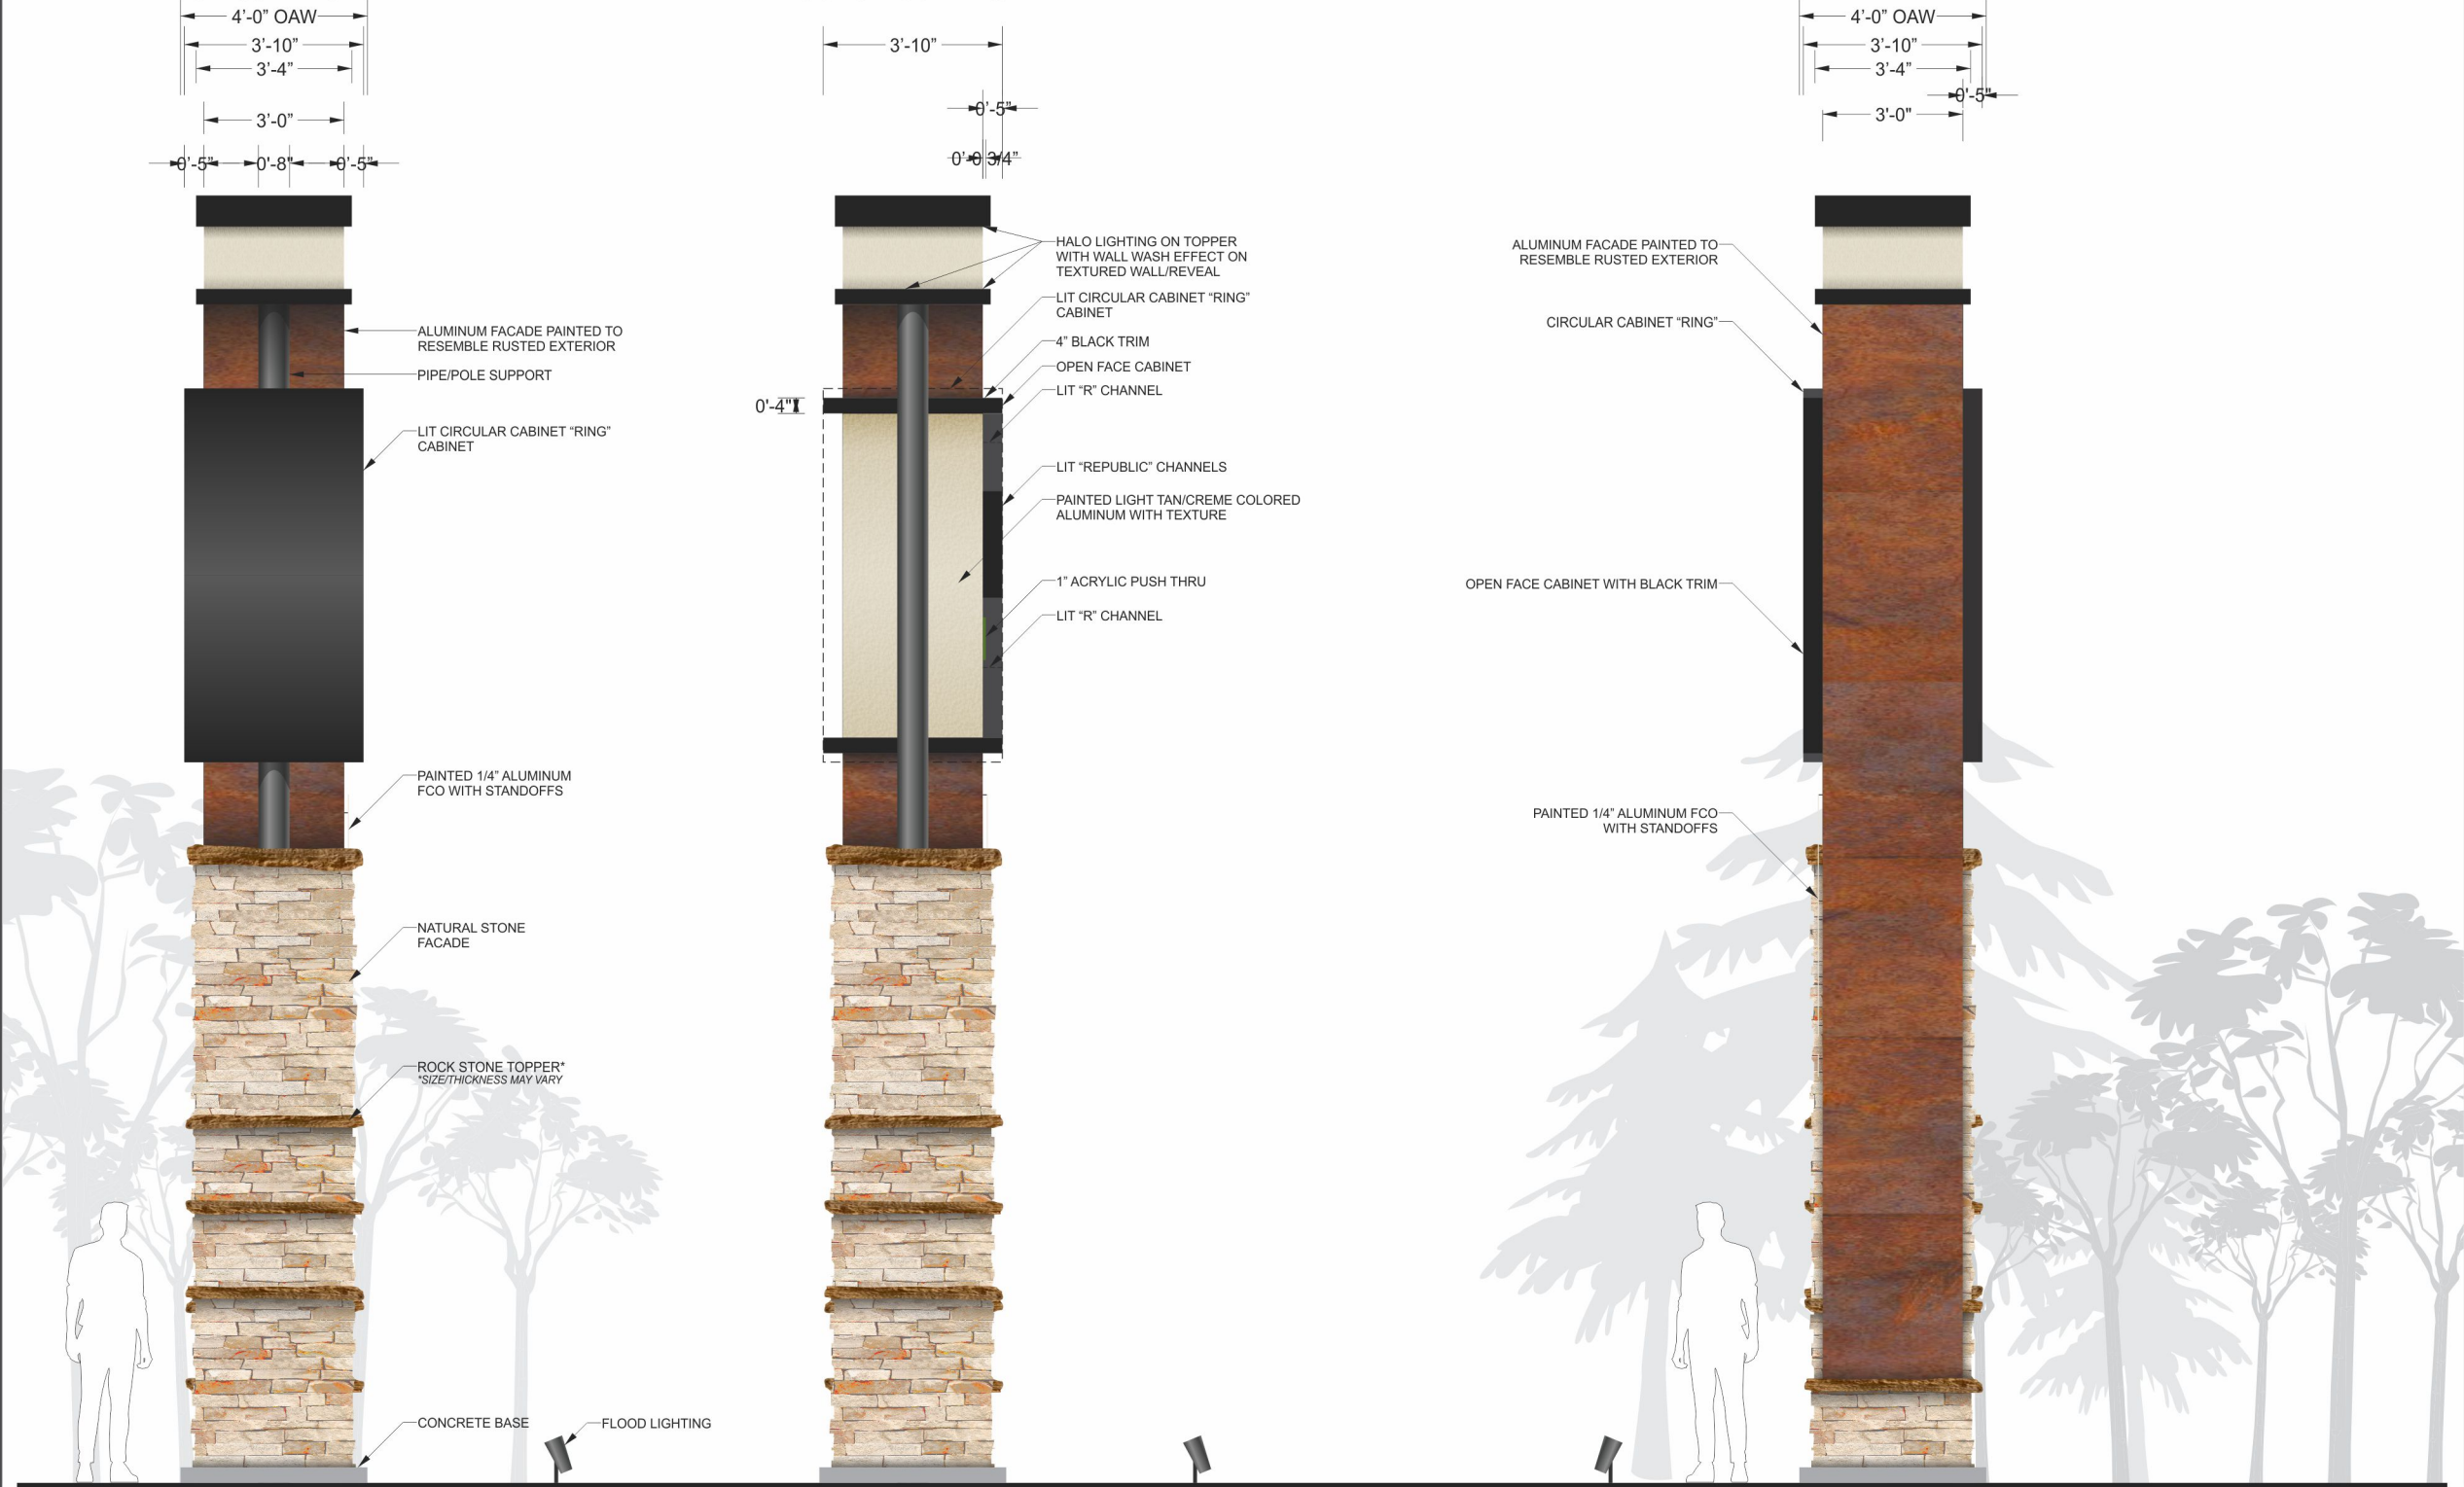 4'-0” OAW
3'-10”
3'-4”
3'-0”
0'-5”
0'-8"
0'-5”
ALUMINUM FACADE PAINTED TO
RESEMBLE RUSTED EXTERIOR
PIPE/POLE SUPPORT
LIT CIRCULAR CABINET “RING”
CABINET
PAINTED 1/4” ALUMINUM
FCO WITH STANDOFFS
NATURAL STONE
FACADE
ROCK STONE TOPPER*
*SIZE/THICKNESS MAY VARY
CONCRETE BASE
FLOOD LIGHTING
3'-10”
0'-5”
0'-0 3/4”
HALO LIGHTING ON TOPPER
WITH WALL WASH EFFECT ON
TEXTURED WALL/REVEAL
LIT CIRCULAR CABINET “RING”
CABINET
4” BLACK TRIM
OPEN FACE CABINET
LIT “R” CHANNEL
0'-4"
LIT “REPUBLIC” CHANNELS
PAINTED LIGHT TAN/CREME COLORED
ALUMINUM WITH TEXTURE
1” ACRYLIC PUSH THRU
LIT “R” CHANNEL
4'-0” OAW
3'-10”
3'-4”
0'-5"
3'-0"
ALUMINUM FACADE PAINTED TO
RESEMBLE RUSTED EXTERIOR
CIRCULAR CABINET “RING”
OPEN FACE CABINET WITH BLACK TRIM
PAINTED 1/4” ALUMINUM FCO
WITH STANDOFFS